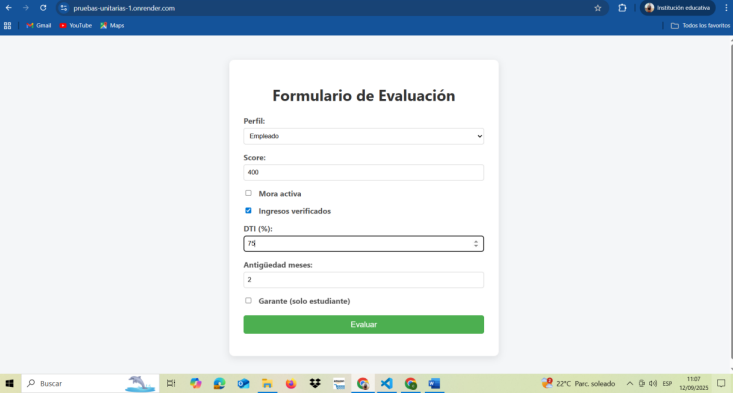 pruebas-unitarias-1.onrender.com
Institución educativa
Gmail
YouTube
Maps
Todos los favoritos
Formulario de Evaluación
Perfil:
Empleado
Score:
400
Mora activa
Ingresos verificados
DTI (%):
75
Antigüedad meses:
2
Garante (solo estudiante)
Evaluar
Buscar
22°C Parc. soleado
ESP
11:07
12/09/2025